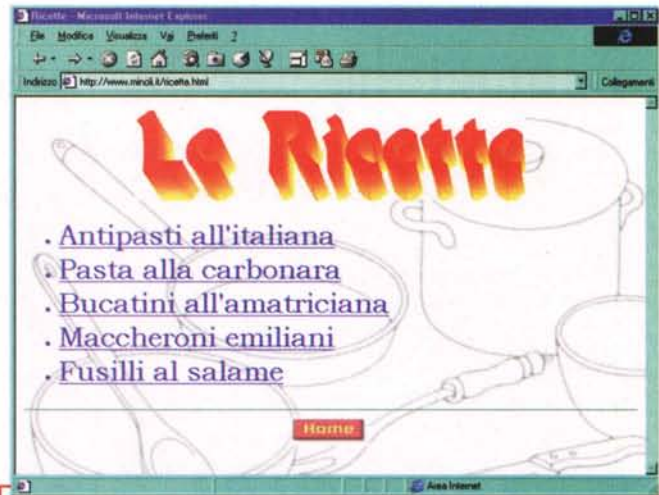 Ricette - Microsoft Internet Explorer
File Modifica Visualizza Vai Preferiti ?
Indirizzo http://www.minoli.it/ricette.html Collegamenti
Le Ricette
Antipasti all'italiana
Pasta alla carbonara
Bucatini all'amatriciana
Maccheroni emiliani
Fusilli al salame
Home
Area Internet